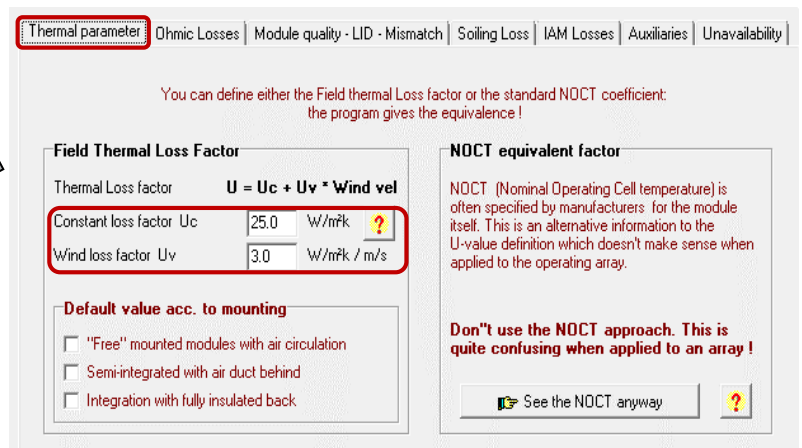 Thermal parameter Ohmic Losses Module quality - LID - Mismatch Soiling Loss IAM Losses Auxiliaries Unavailability
You can define either the Field thermal Loss factor or the standard NOCT coefficient:
the program gives the equivalence !
Field Thermal Loss Factor
Thermal Loss factor U = Uc + Uv * Wind vel
Constant loss factor Uc 25.0 W/m²k ?
Wind loss factor Uv 3.0 W/m²k / m/s
Default value acc. to mounting
"Free" mounted modules with air circulation
Semi-integrated with air duct behind
Integration with fully insulated back
NOCT equivalent factor
NOCT (Nominal Operating Cell temperature) is
often specified by manufacturers for the module
itself. This is an alternative information to the
U-value definition which doesn't make sense when
applied to the operating array.
Don''t use the NOCT approach. This is
quite confusing when applied to an array !
See the NOCT anyway ?